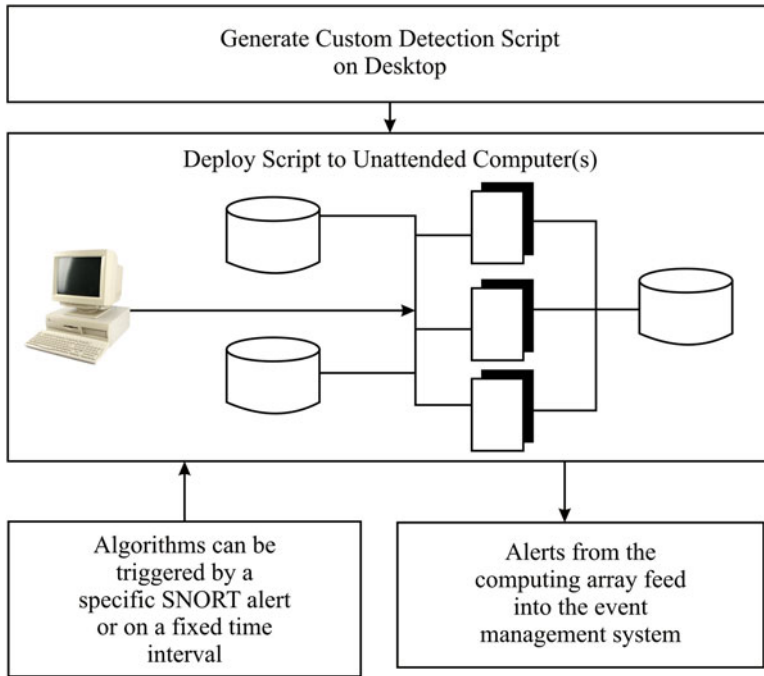 Generate Custom Detection Script
on Desktop
Deploy Script to Unattended Computer(s)
Algorithms can be
triggered by a
specific SNORT alert
or on a fixed time
interval
Alerts from the
computing array feed
into the event
management system